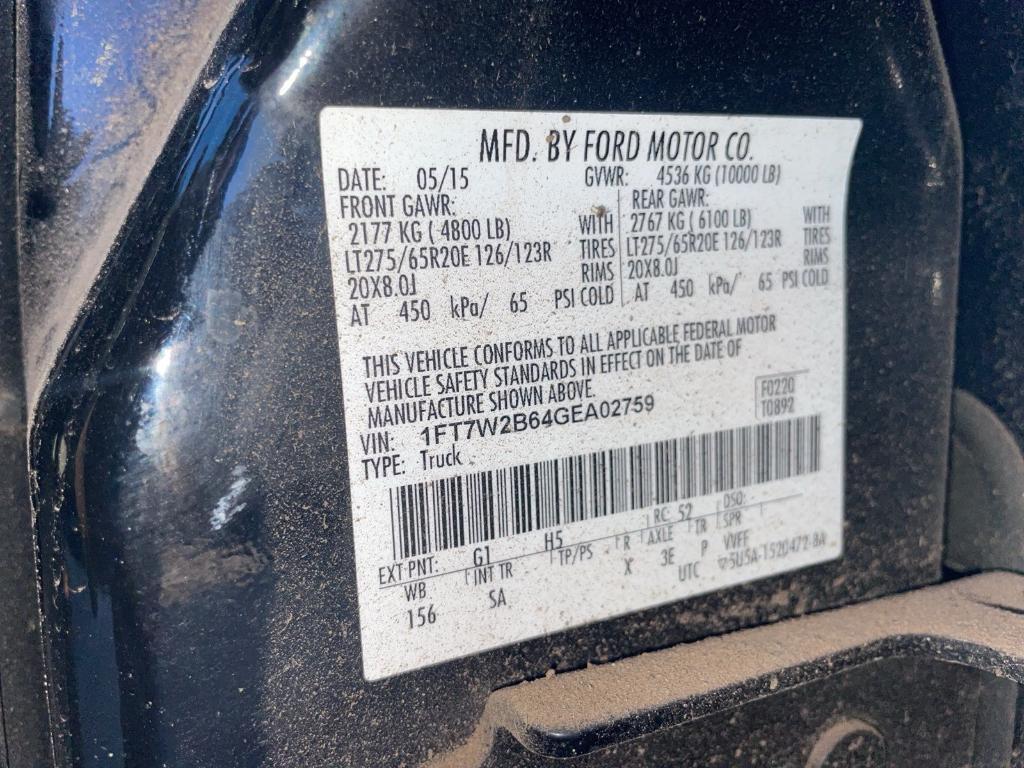 MFD. BY FORD MOTOR CO.
DATE: 05/15 GVWR: 4536 KG (10000 LB)
FRONT GAWR: REAR GAWR:
2177 KG ( 4800 LB) WITH 2767 KG ( 6100 LB) WITH
LT275/65R20E 126/123R TIRES LT275/65R20E 126/123R TIRES
20X8.0J RIMS 20X8.0J RIMS
AT 450 kPa/ 65 PSI COLD AT 450 kPa/ 65 PSI COLD
THIS VEHICLE CONFORMS TO ALL APPLICABLE FEDERAL MOTOR
VEHICLE SAFETY STANDARDS IN EFFECT ON THE DATE OF
MANUFACTURE SHOWN ABOVE.
F0220
T0892
VIN: 1FT7W2B64GEA02759
TYPE: Truck
EXT PNT: G1 H5 RC: 52 DSO:
WB INT TR TP/PS R AXLE TR SPR
156 SA X 3E P VVFF
UTC